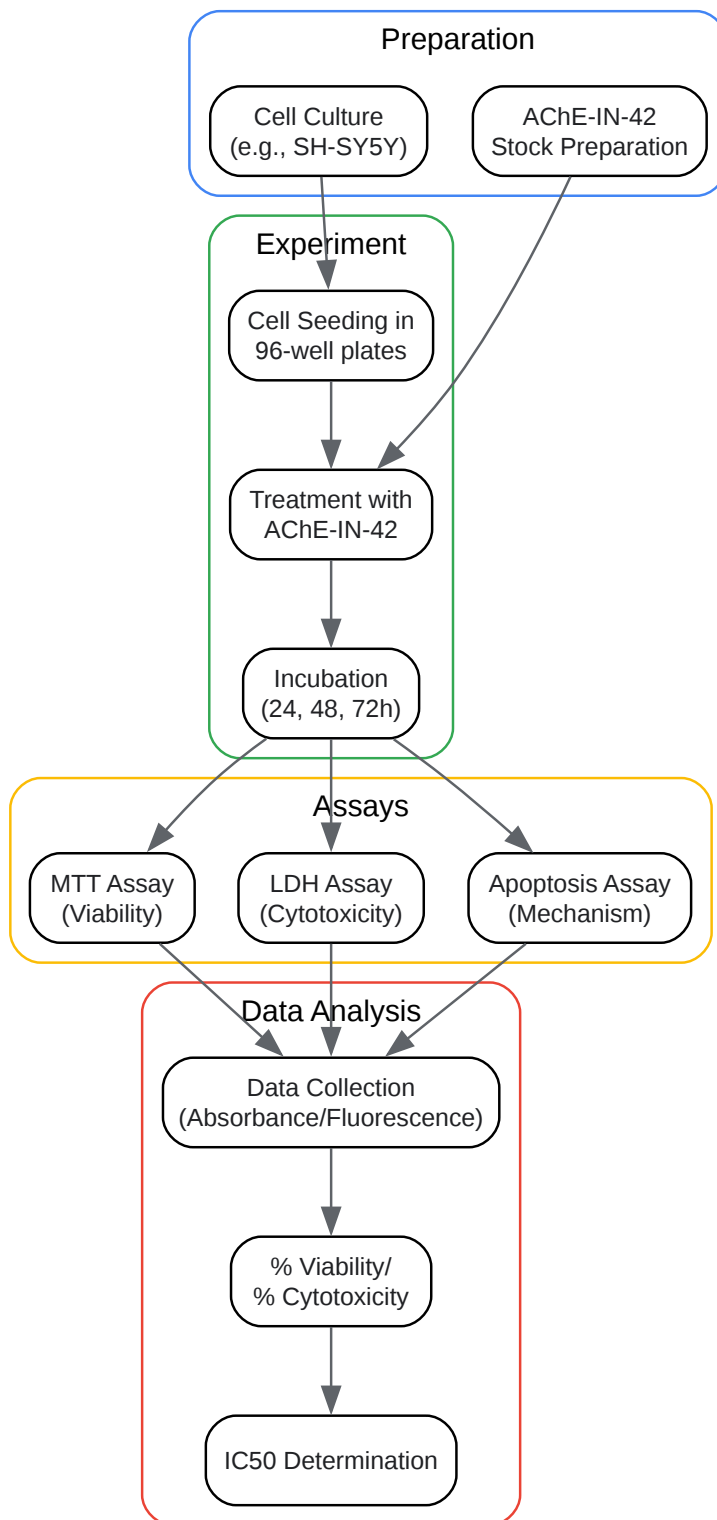 Preparation
Cell Culture
(e.g., SH-SY5Y)
AChE-IN-42
Stock Preparation
Experiment
Cell Seeding in
96-well plates
Treatment with
AChE-IN-42
Incubation
(24, 48, 72h)
Assays
MTT Assay
(Viability)
LDH Assay
(Cytotoxicity)
Apoptosis Assay
(Mechanism)
Data Analysis
Data Collection
(Absorbance/Fluorescence)
% Viability/
% Cytotoxicity
IC50 Determination